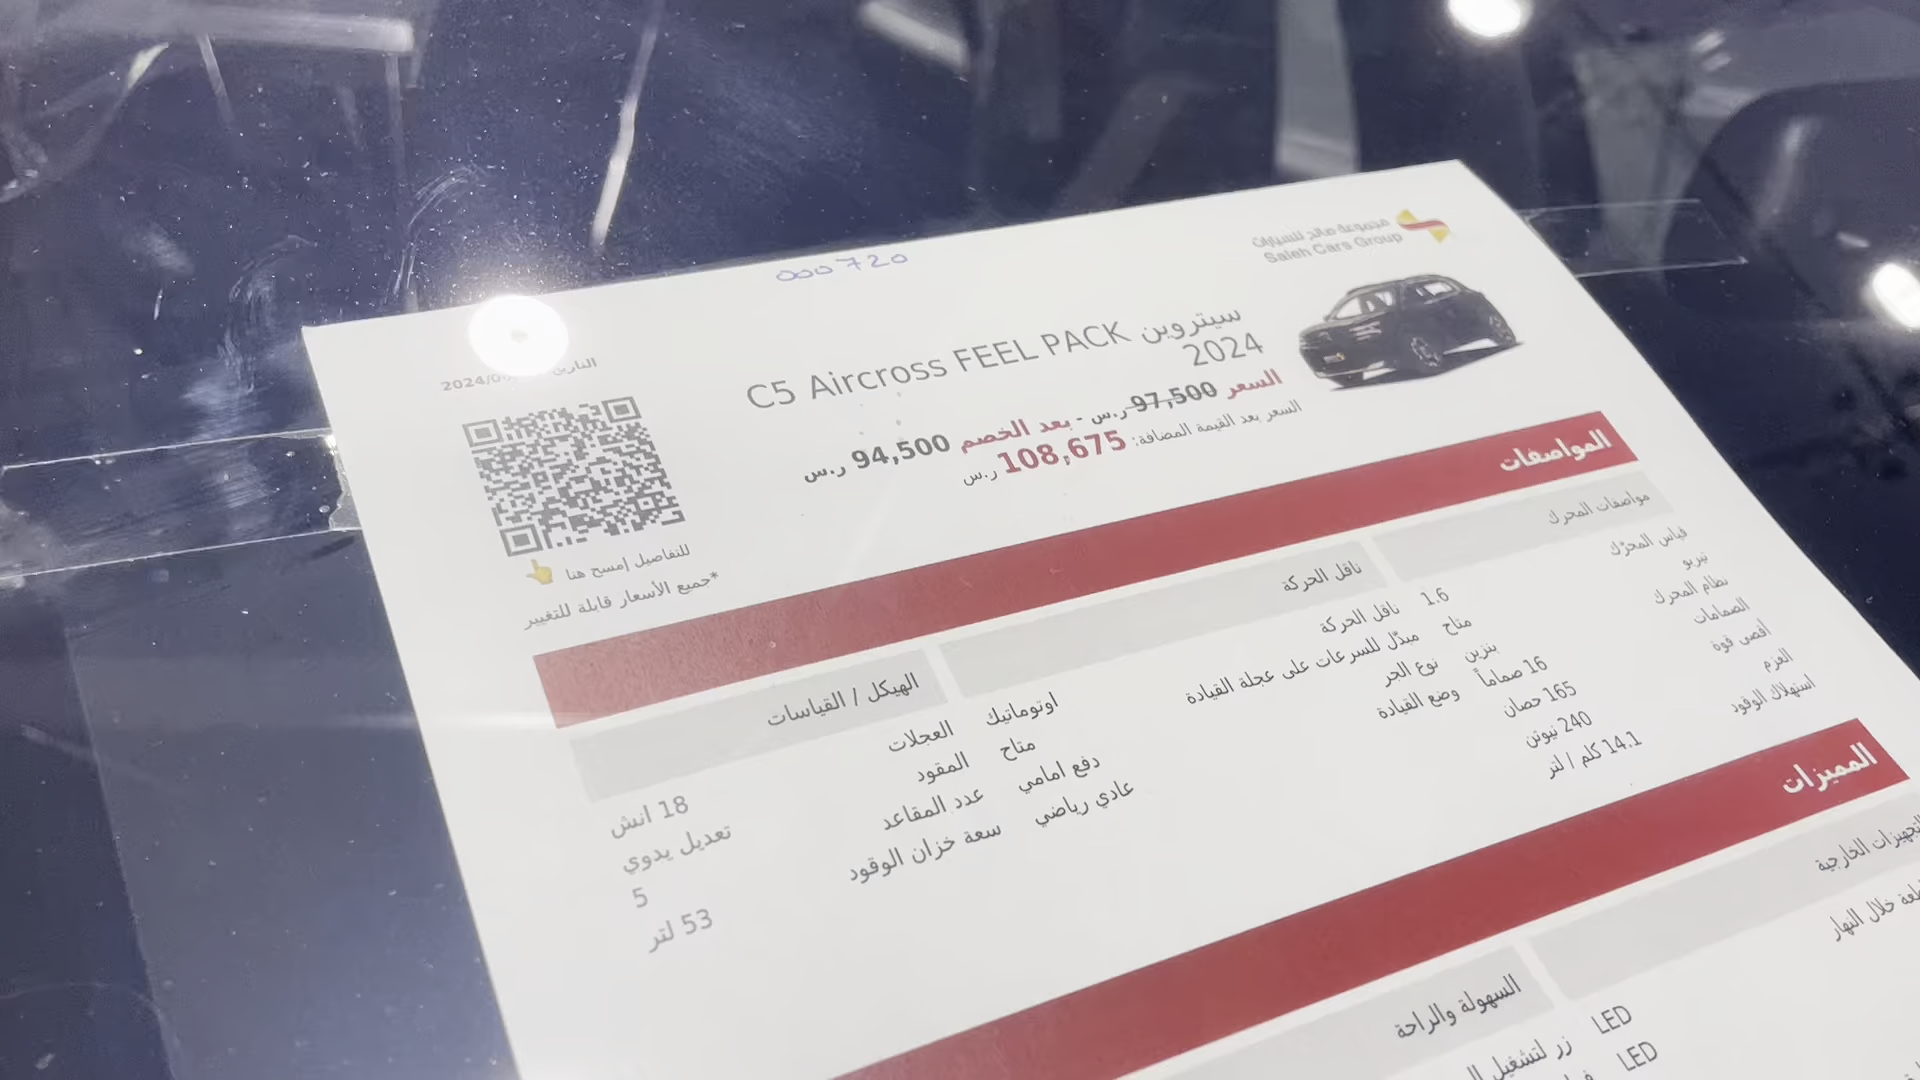 000720
مجموعة صالح للسيارات
Saleh Cars Group
سيتروين C5 Aircross FEEL PACK
2024
السعر 97,500 ر.س - بعد الخصم 94,500 ر.س
السعر بعد القيمة المضافة: 108,675 ر.س
التاريخ 2024/0
للتفاصيل إمسح هنا 👆
*جميع الأسعار قابلة للتغيير
المواصفات
مواصفات المحرك
قياس المحرّك 1.6
تيربو متاح
نظام المحرك بنزين
الصمامات 16 صماماً
أقصى قوة 165 حصان
العزم 240 نيوتن
استهلاك الوقود 14.1 كلم / لتر
ناقل الحركة
ناقل الحركة اوتوماتيك
مبدّل للسرعات على عجلة القيادة متاح
نوع الجر دفع امامي
وضع القيادة عادي رياضي
الهيكل / القياسات
العجلات 18 انش
المقود تعديل يدوي
عدد المقاعد 5
سعة خزان الوقود 53 لتر
المميزات
التجهيزات الخارجية
خلال النهار LED
LED
السهولة والراحة
زر لتشغيل